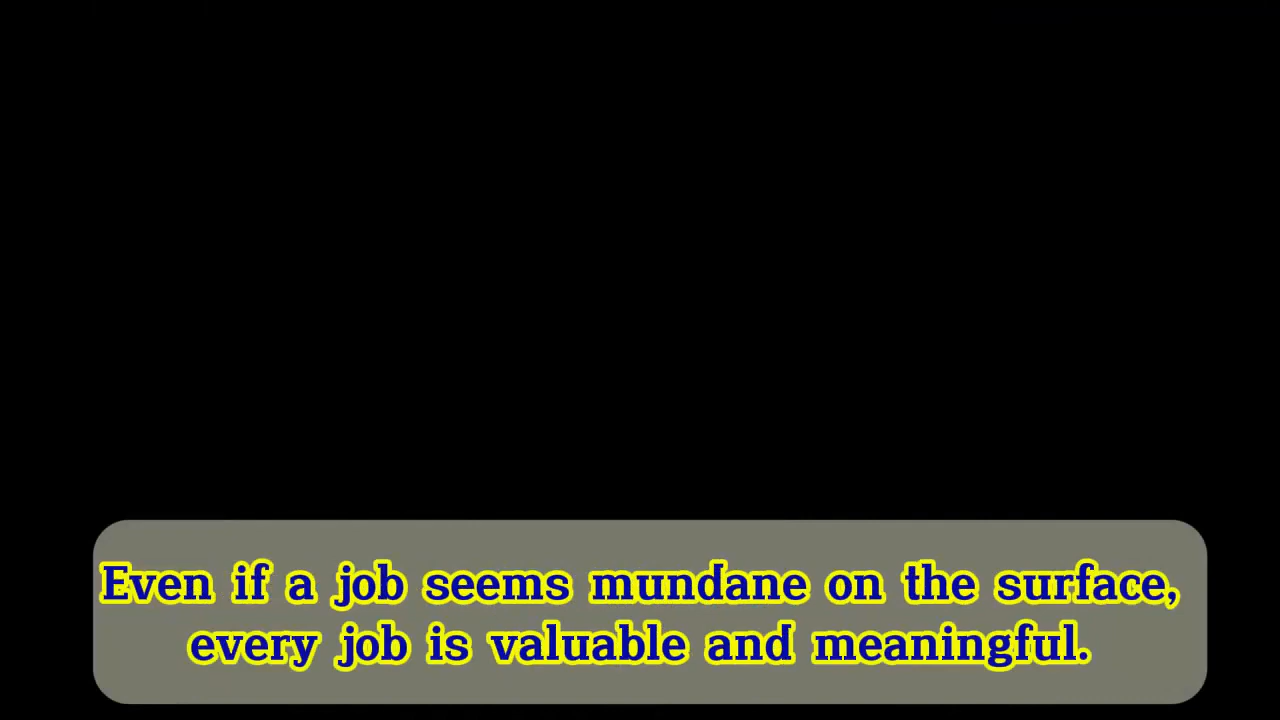 Even if a job seems mundane on the surface,
every job is valuable and meaningful.